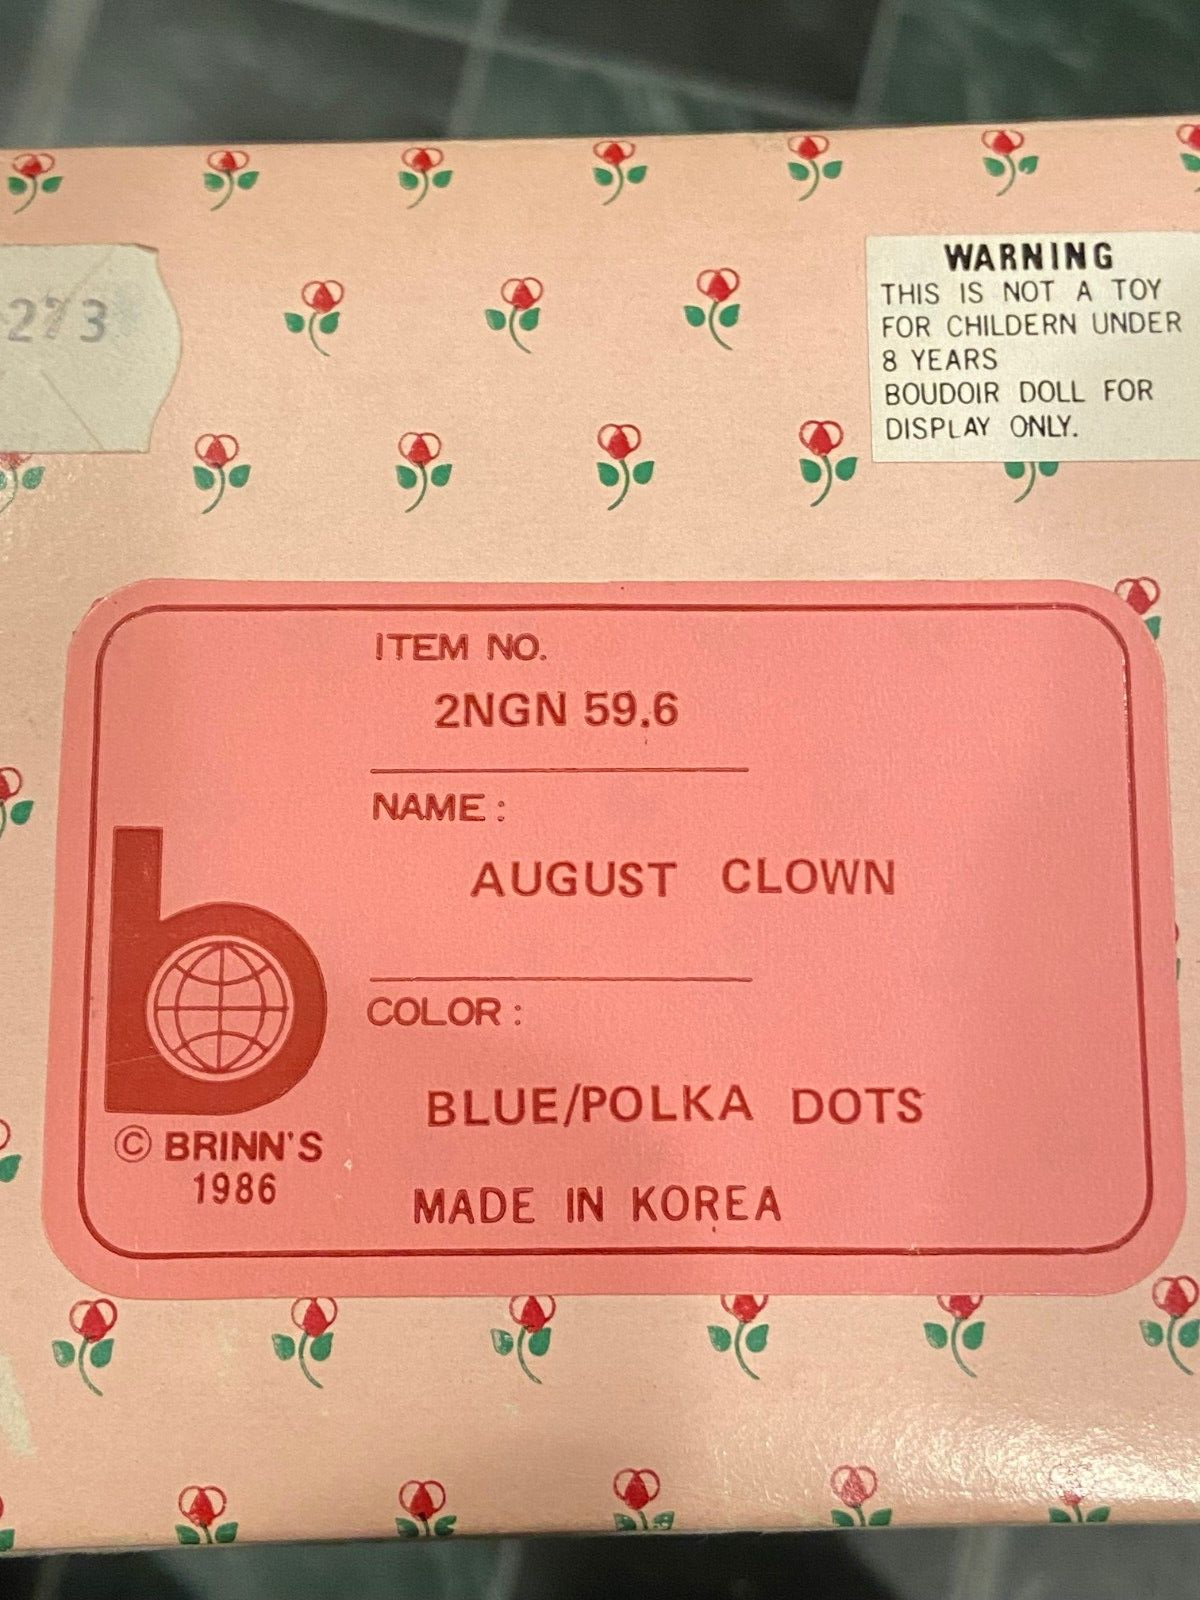 273
WARNING
THIS IS NOT A TOY
FOR CHILDERN UNDER
8 YEARS
BOUDOIR DOLL FOR
DISPLAY ONLY.
ITEM NO.
2NGN 59.6
NAME:
AUGUST CLOWN
COLOR:
BLUE/POLKA DOTS
MADE IN KOREA
b
© BRINN'S
1986